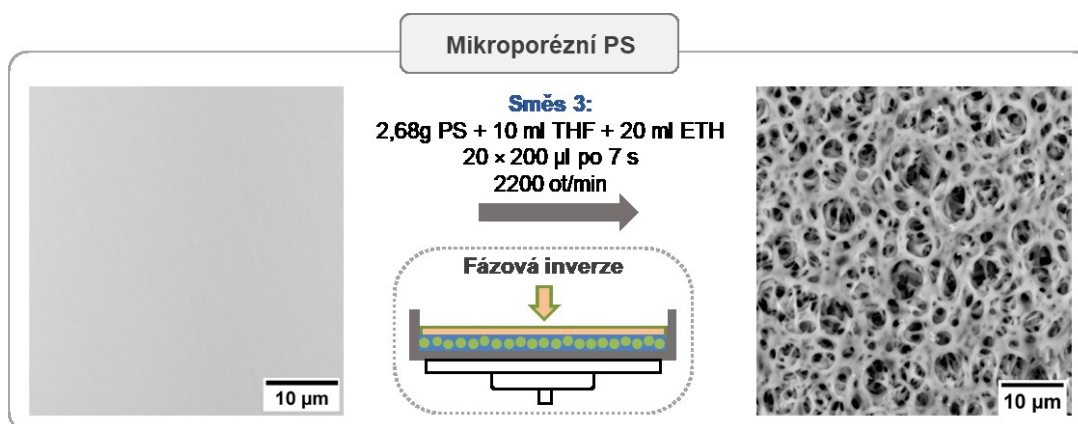 Mikroporézní PS
Směs 3:
2,68g PS + 10 ml THF + 20 ml ETH
20 × 200 µl po 7 s
2200 ot/min
Fázová inverze
10 µm
10 µm